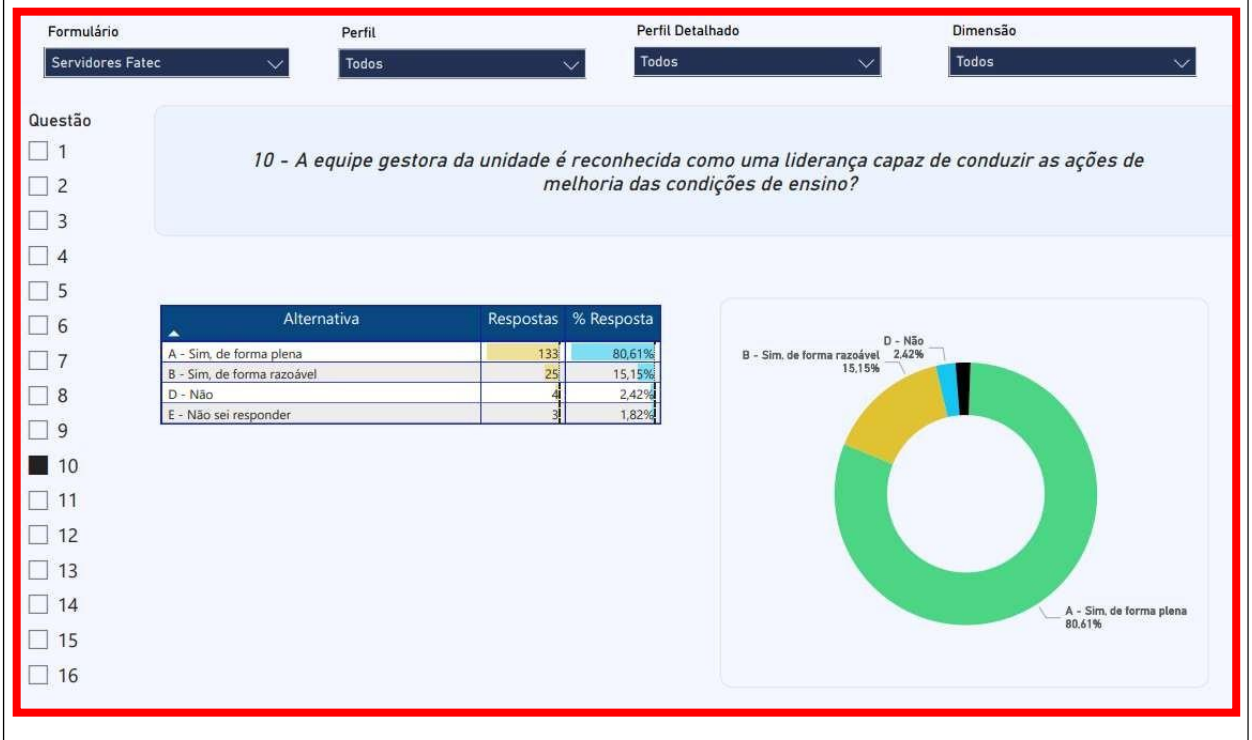 Formulário
Perfil
Perfil Detalhado
Dimensão
Servidores Fatec
Todos
Todos
Todos
Questão
1
2
3
4
5
6
7
8
9
10
11
12
13
14
15
16
10 - A equipe gestora da unidade é reconhecida como uma liderança capaz de conduzir as ações de
melhoria das condições de ensino?
Alternativa Respostas % Resposta
A - Sim, de forma plena 133 80,61%
B - Sim, de forma razoável 25 15,15%
D - Não 4 2,42%
E - Não sei responder 3 1,82%
D - Não
2,42%
B - Sim, de forma razoável
15,15%
A - Sim, de forma plena
80,61%